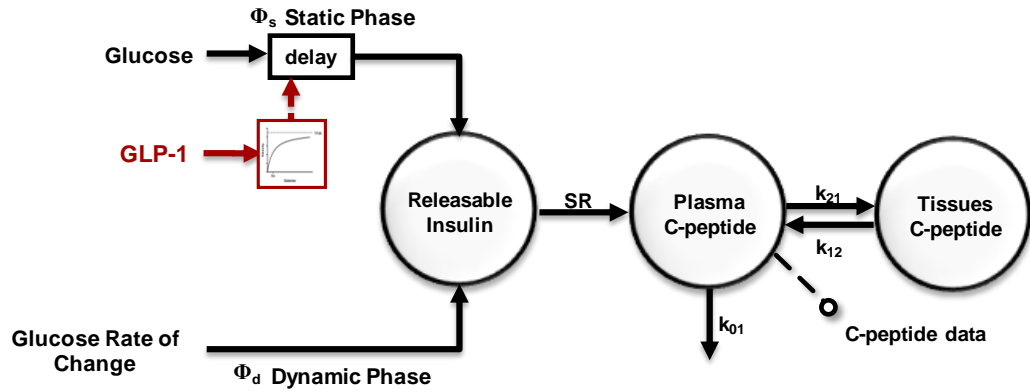 Φs Static Phase
Glucose
delay
GLP-1
Releasable
Insulin
SR
Plasma
C-peptide
k21
k12
Tissues
C-peptide
k01
C-peptide data
Glucose Rate of
Change
Φd Dynamic Phase